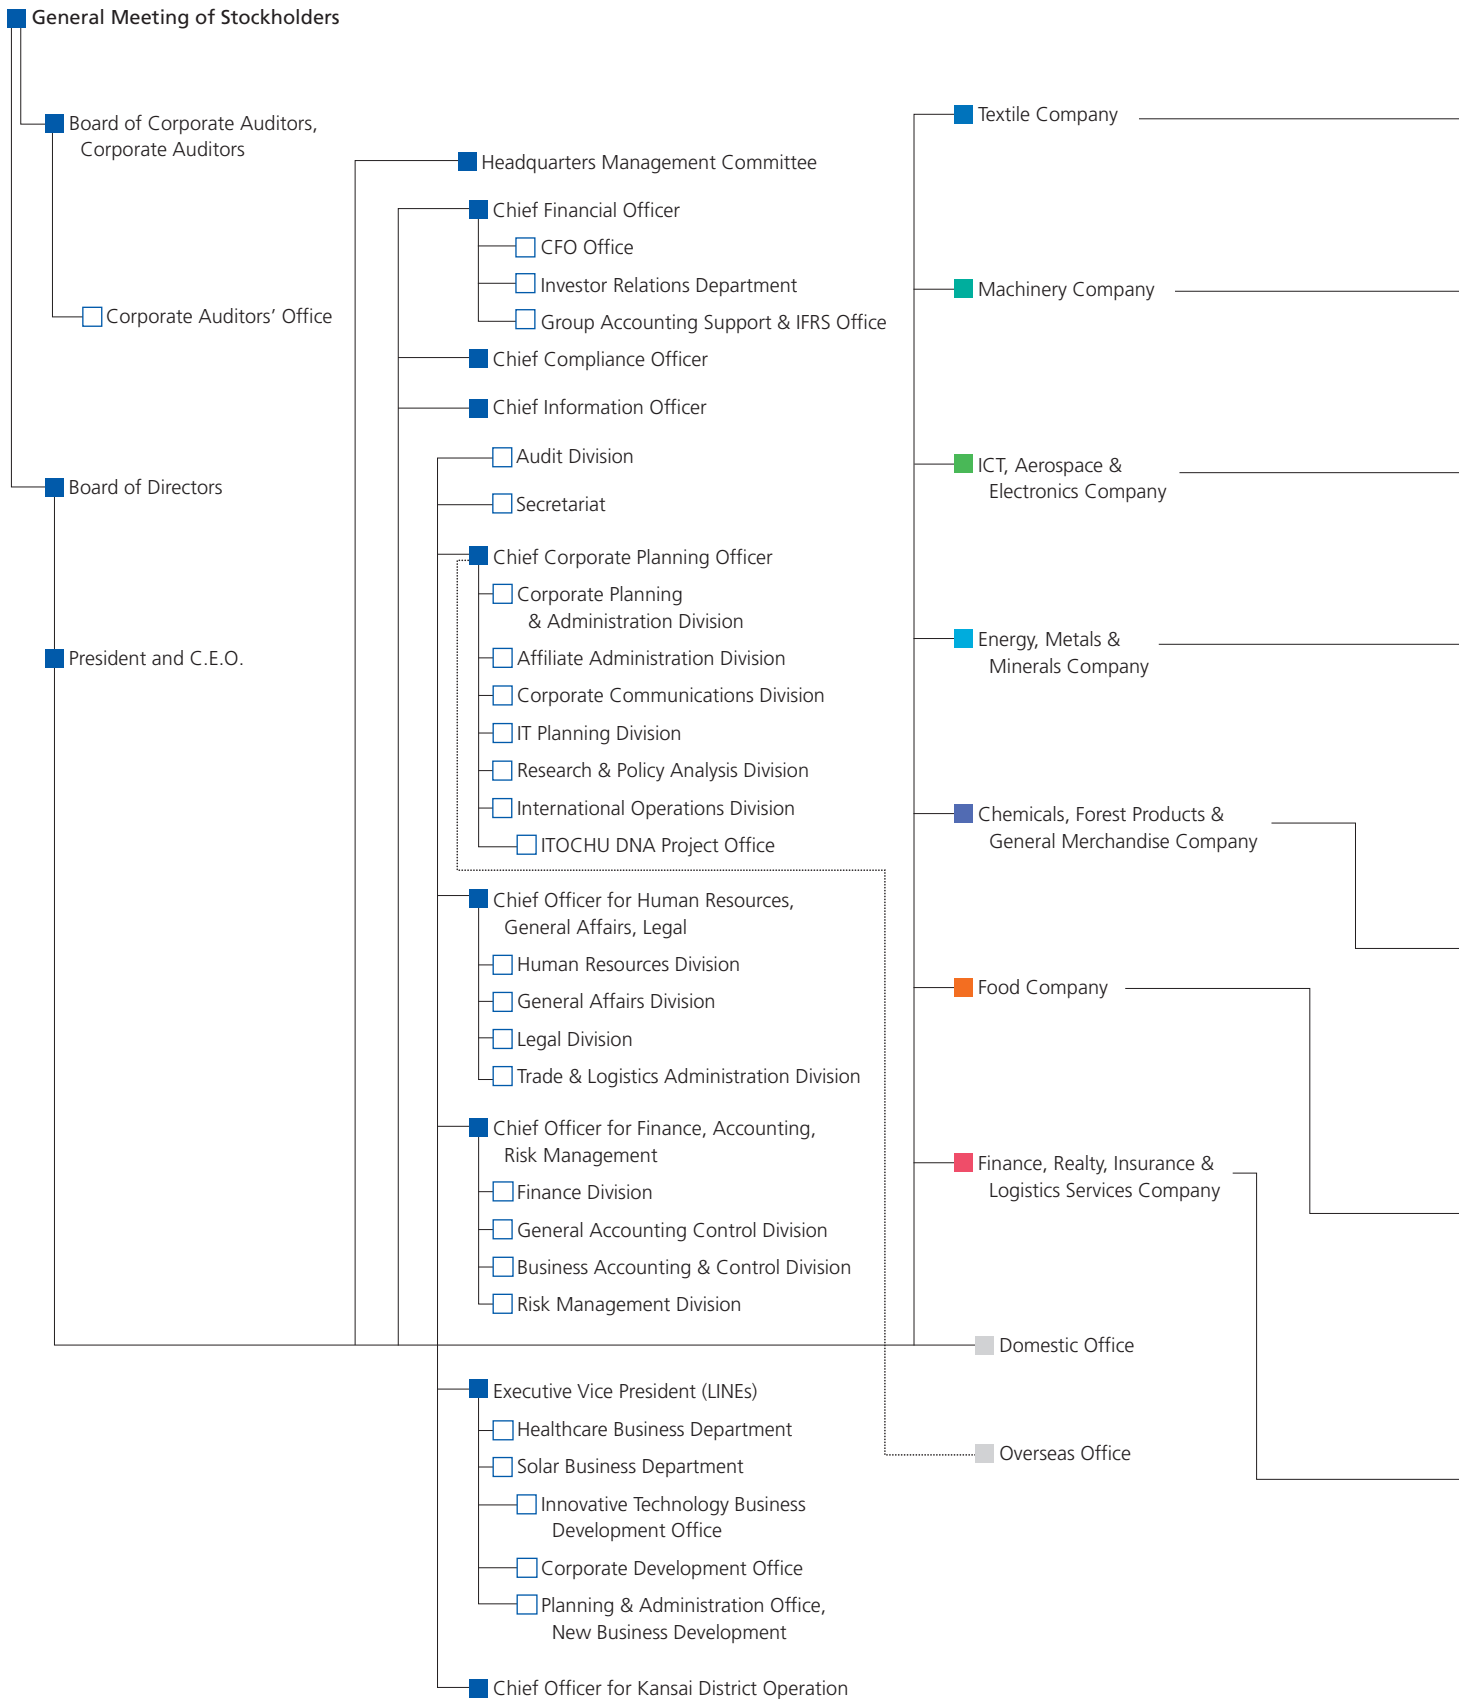 General Meeting of Stockholders
Board of Corporate Auditors,
Corporate Auditors
Corporate Auditors’ Office
Board of Directors
President and C.E.O.
Headquarters Management Committee
Chief Financial Officer
CFO Office
Investor Relations Department
Group Accounting Support & IFRS Office
Chief Compliance Officer
Chief Information Officer
Audit Division
Secretariat
Chief Corporate Planning Officer
Corporate Planning
& Administration Division
Affiliate Administration Division
Corporate Communications Division
IT Planning Division
Research & Policy Analysis Division
International Operations Division
ITOCHU DNA Project Office
Chief Officer for Human Resources,
General Affairs, Legal
Human Resources Division
General Affairs Division
Legal Division
Trade & Logistics Administration Division
Chief Officer for Finance, Accounting,
Risk Management
Finance Division
General Accounting Control Division
Business Accounting & Control Division
Risk Management Division
Executive Vice President (LINEs)
Healthcare Business Department
Solar Business Department
Innovative Technology Business
Development Office
Corporate Development Office
Planning & Administration Office,
New Business Development
Chief Officer for Kansai District Operation
Textile Company
Machinery Company
ICT, Aerospace &
Electronics Company
Energy, Metals &
Minerals Company
Chemicals, Forest Products &
General Merchandise Company
Food Company
Finance, Realty, Insurance &
Logistics Services Company
Domestic Office
Overseas Office